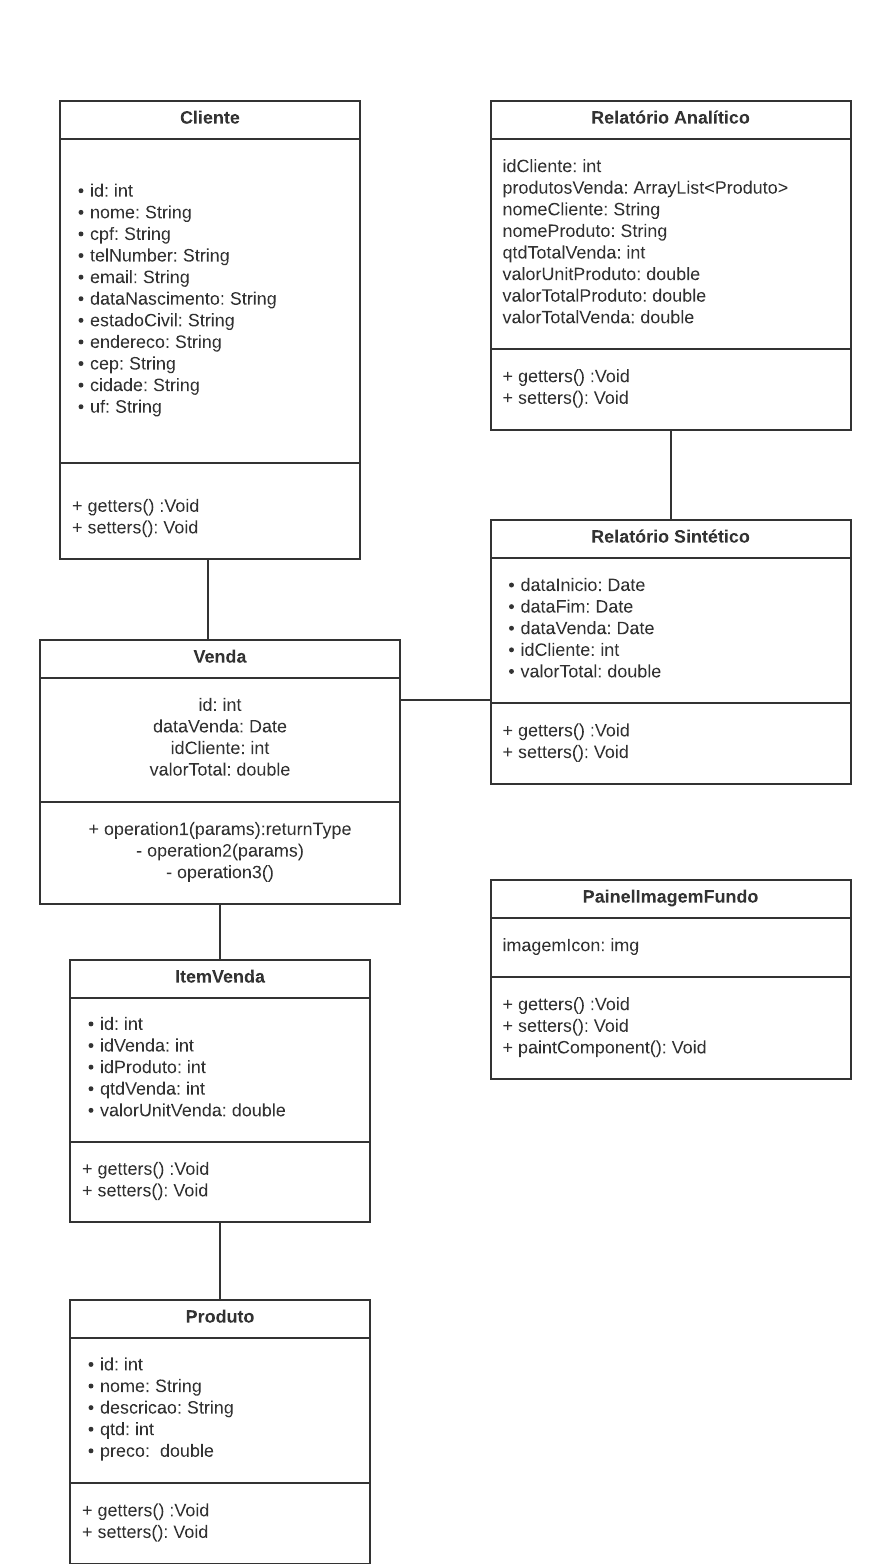 Cliente
• id: int
• nome: String
• cpf: String
• telNumber: String
• email: String
• dataNascimento: String
• estadoCivil: String
• endereco: String
• cep: String
• cidade: String
• uf: String
+ getters() :Void
+ setters(): Void
Relatório Analítico
idCliente: int
produtosVenda: ArrayList<Produto>
nomeCliente: String
nomeProduto: String
qtdTotalVenda: int
valorUnitProduto: double
valorTotalProduto: double
valorTotalVenda: double
+ getters() :Void
+ setters(): Void
Relatório Sintético
• dataInicio: Date
• dataFim: Date
• dataVenda: Date
• idCliente: int
• valorTotal: double
+ getters() :Void
+ setters(): Void
Venda
id: int
dataVenda: Date
idCliente: int
valorTotal: double
+ operation1(params):returnType
- operation2(params)
- operation3()
PainelImagemFundo
imagemIcon: img
+ getters() :Void
+ setters(): Void
+ paintComponent(): Void
ItemVenda
• id: int
• idVenda: int
• idProduto: int
• qtdVenda: int
• valorUnitVenda: double
+ getters() :Void
+ setters(): Void
Produto
• id: int
• nome: String
• descricao: String
• qtd: int
• preco:  double
+ getters() :Void
+ setters(): Void